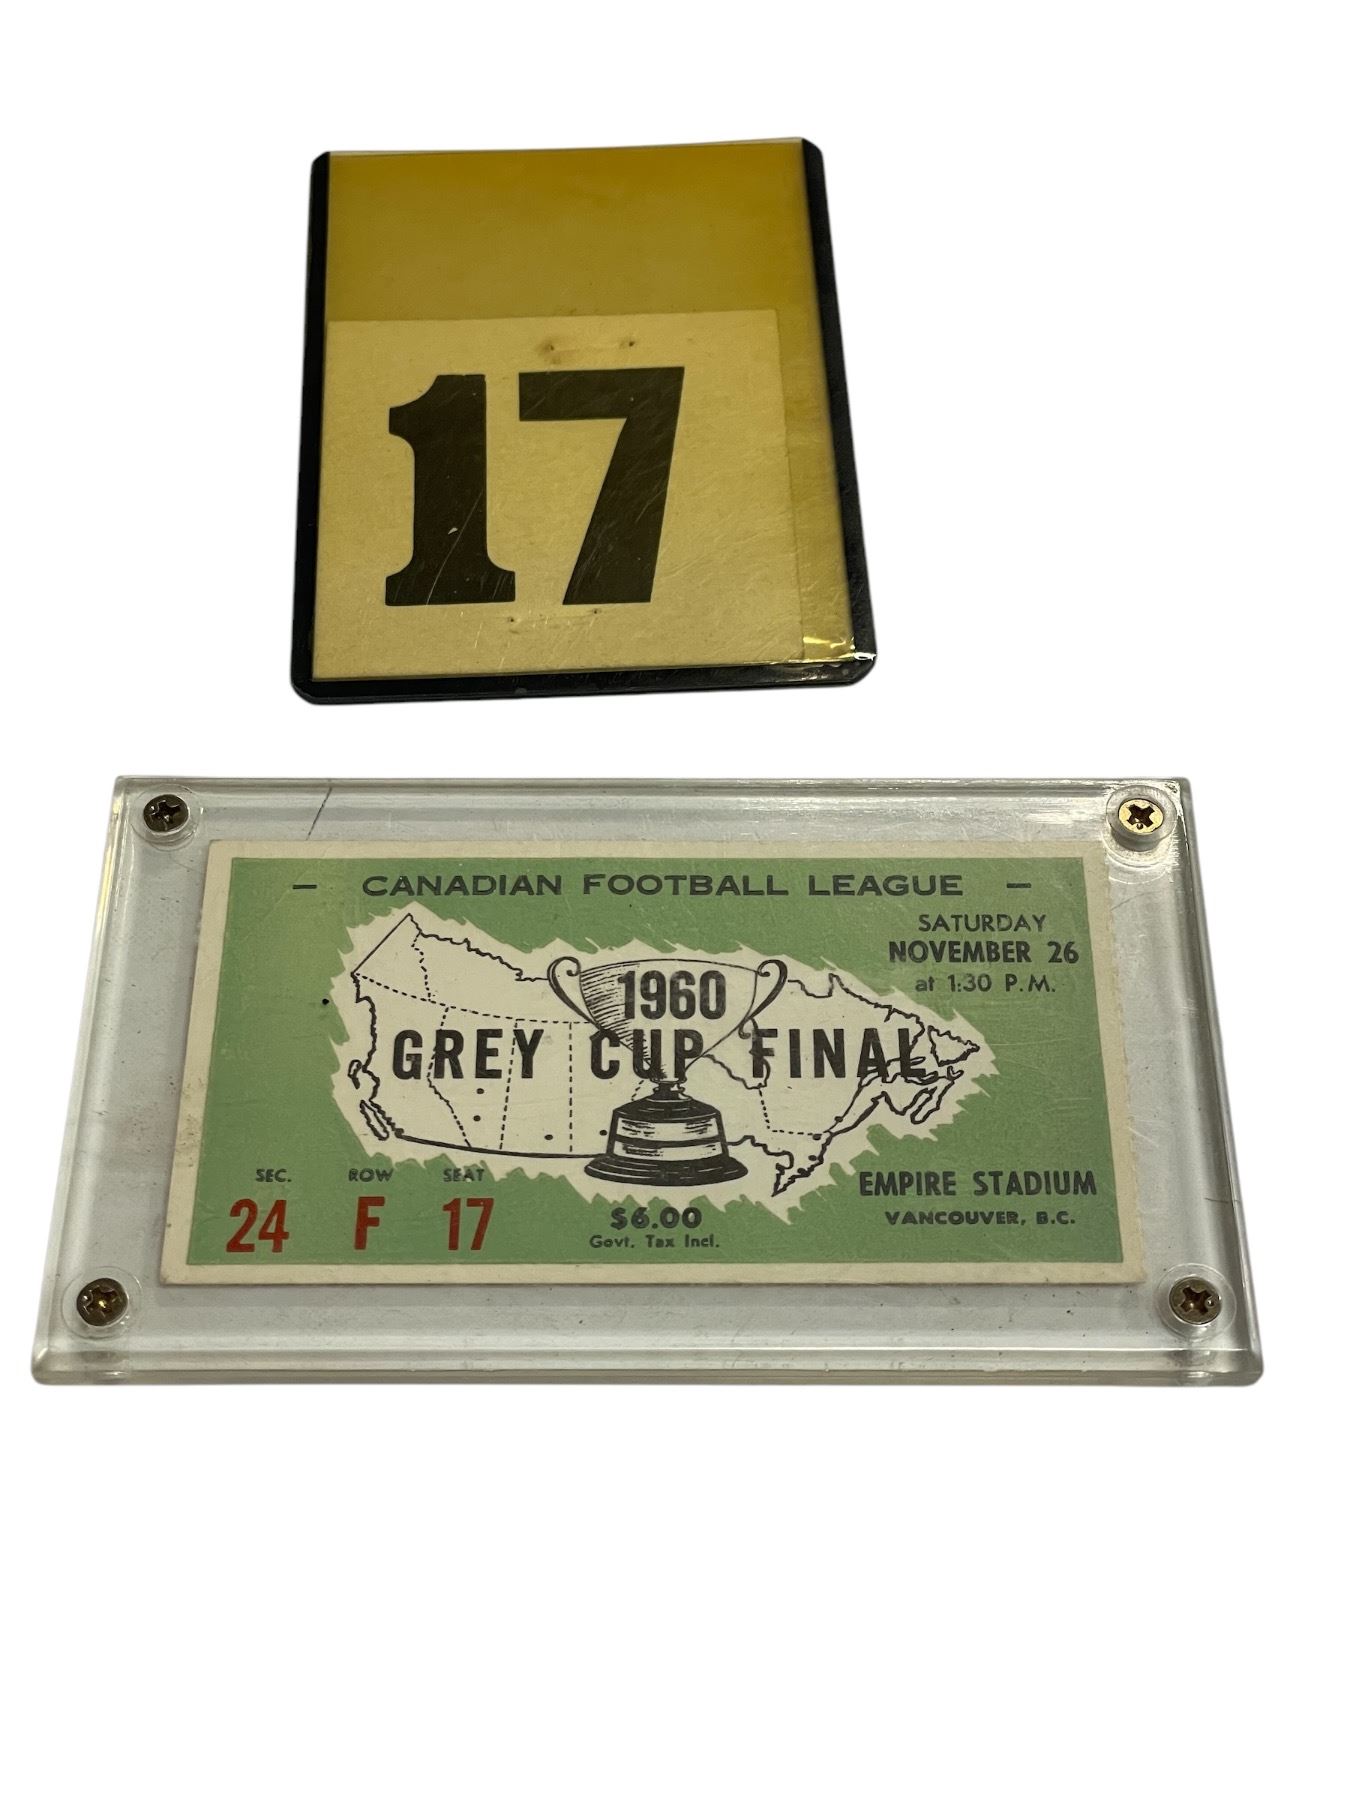 17
– CANADIAN FOOTBALL LEAGUE –
SATURDAY
NOVEMBER 26
at 1:30 P.M.
1960
GREY CUP FINAL
SEC. ROW SEAT
24 F 17
$6.00
Govt. Tax Incl.
EMPIRE STADIUM
VANCOUVER, B.C.